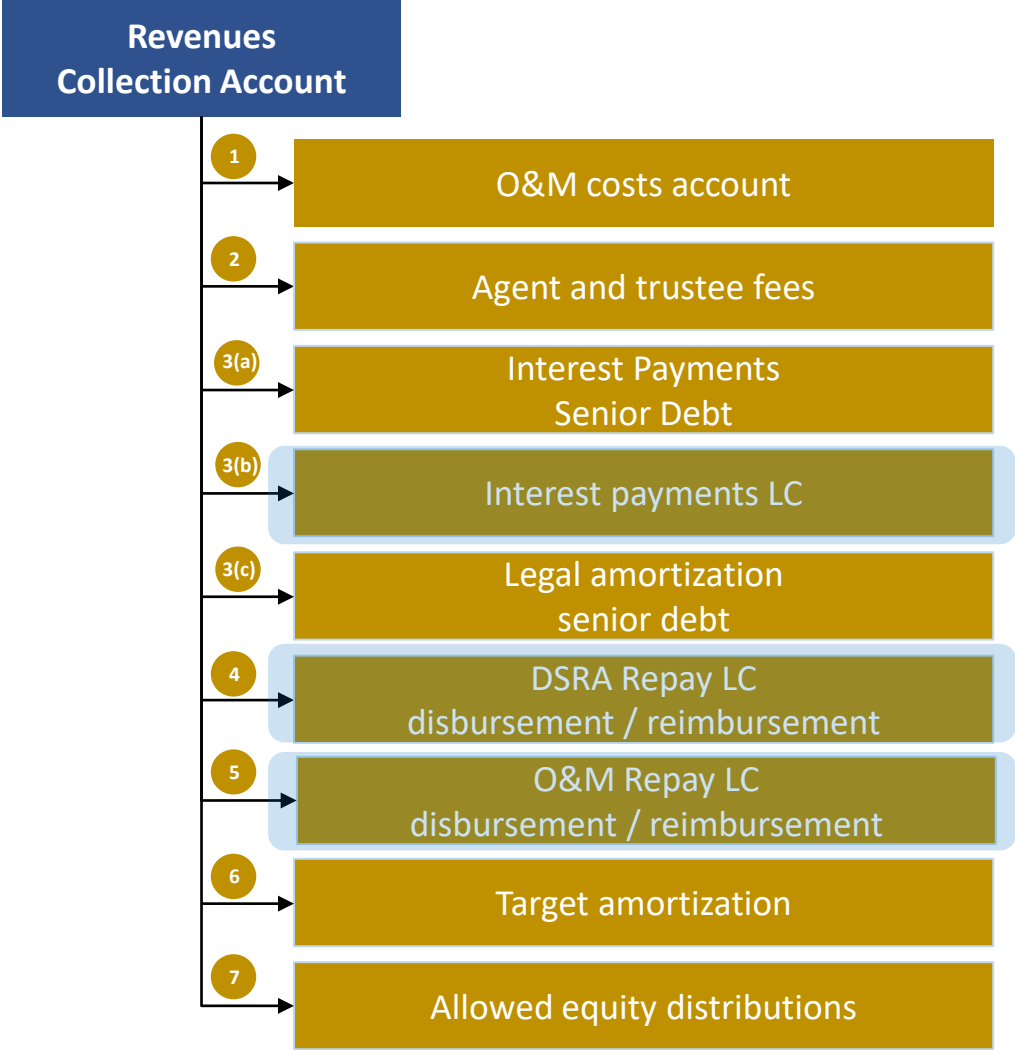 Revenues
Collection Account
1
O&M costs account
2
Agent and trustee fees
3(a)
Interest Payments
Senior Debt
3(b)
Interest payments LC
3(c)
Legal amortization
senior debt
4
DSRA Repay LC
disbursement / reimbursement
5
O&M Repay LC
disbursement / reimbursement
6
Target amortization
7
Allowed equity distributions